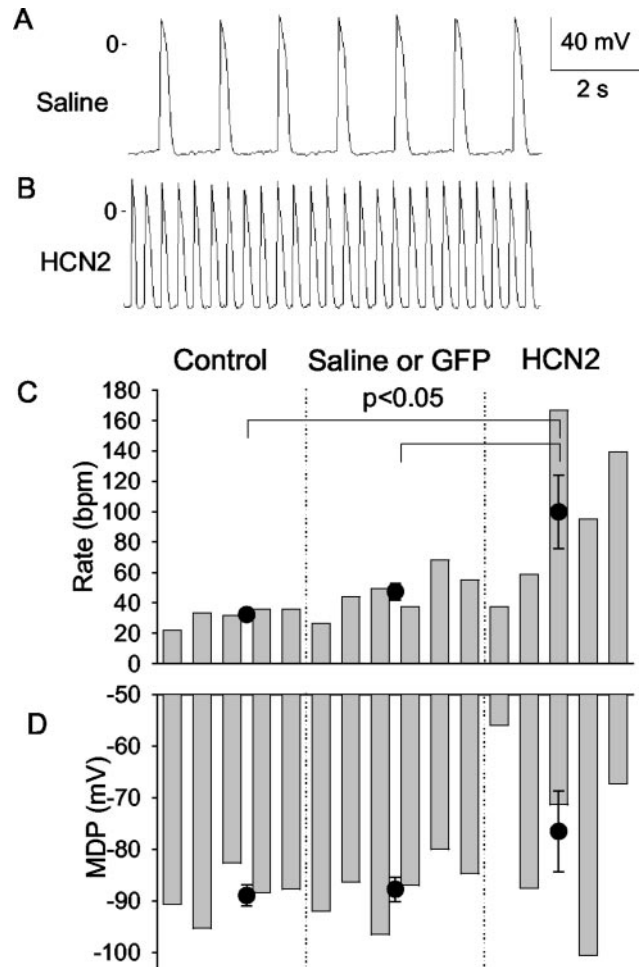 A
0-
Saline
40 mV
2 s
B
0-
HCN2
Control Saline or GFP HCN2
C
p<0.05
Rate (bpm)
180
160
140
120
100
80
60
40
20
0
D
MDP (mV)
-50
-60
-70
-80
-90
-100